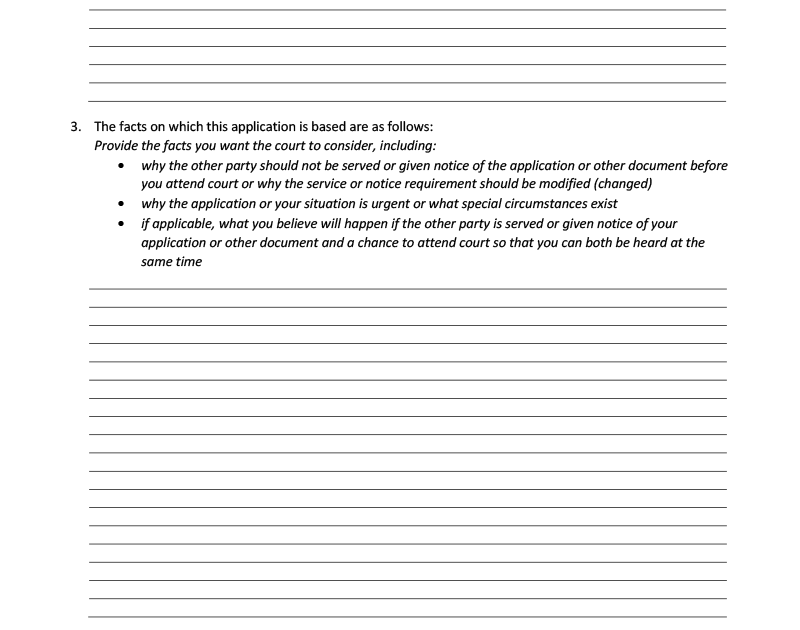 3. The facts on which this application is based are as follows:
Provide the facts you want the court to consider, including:
• why the other party should not be served or given notice of the application or other document before
you attend court or why the service or notice requirement should be modified (changed)
• why the application or your situation is urgent or what special circumstances exist
• if applicable, what you believe will happen if the other party is served or given notice of your
application or other document and a chance to attend court so that you can both be heard at the
same time